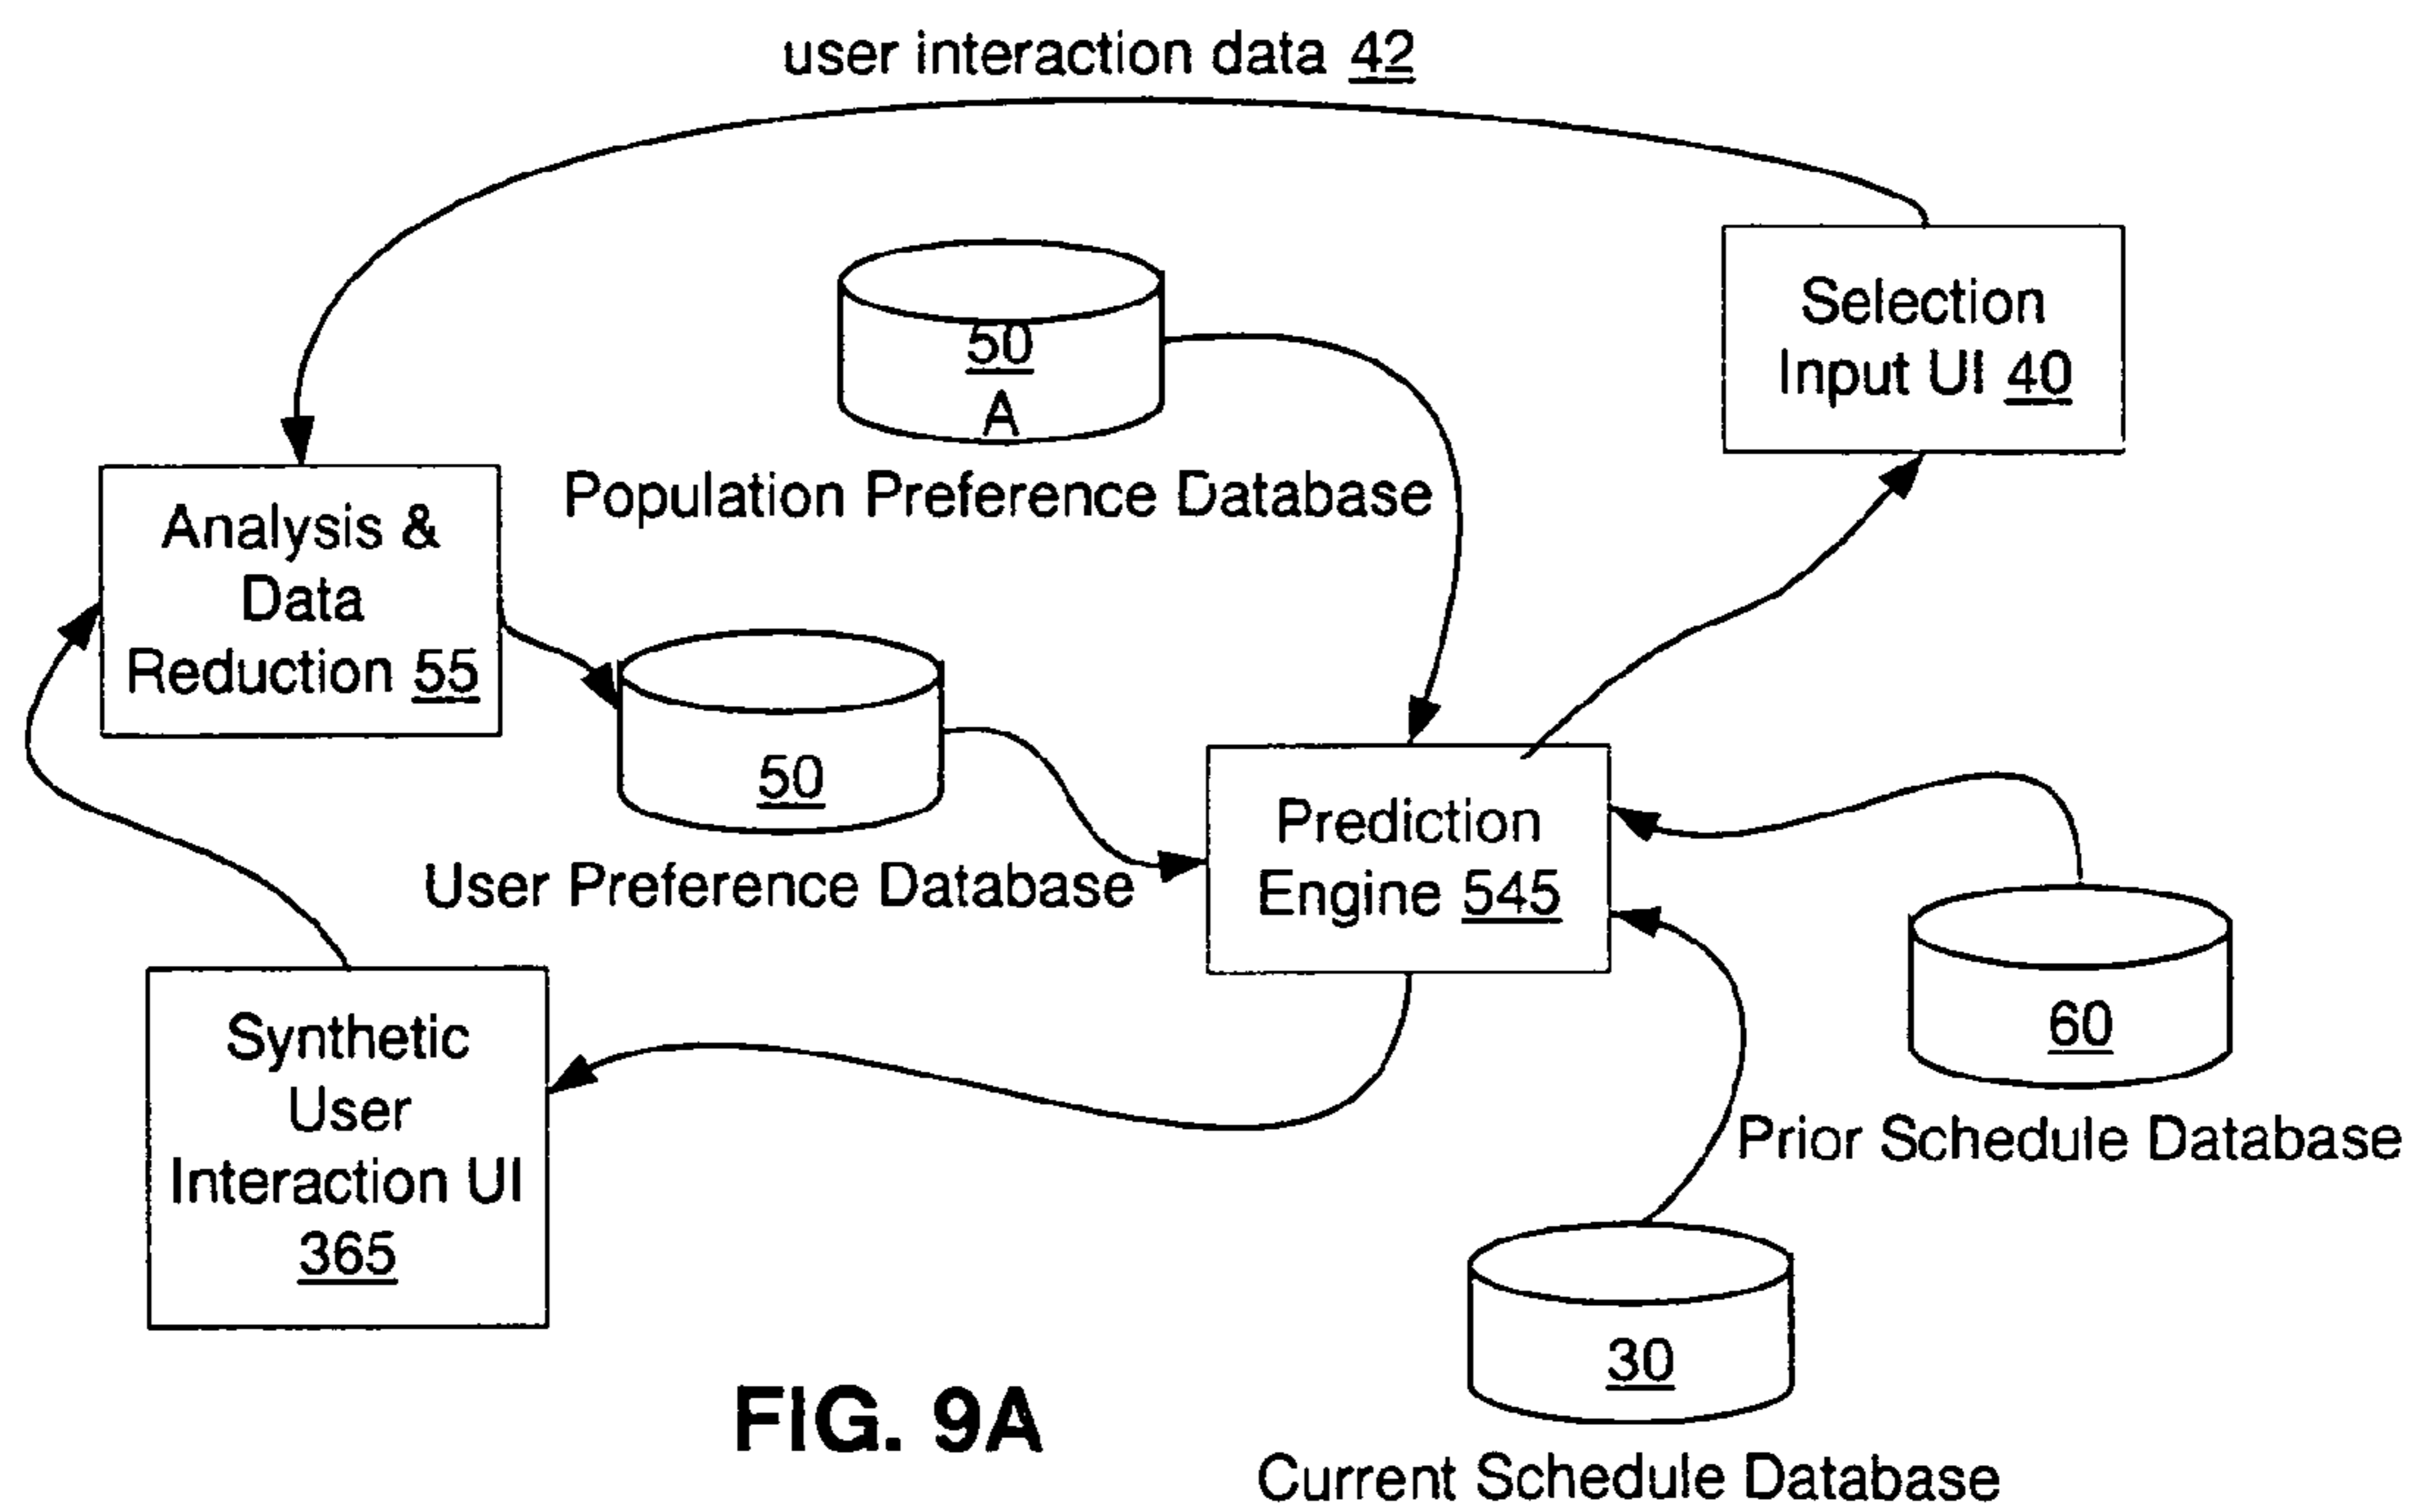 user interaction data 42
50
A
Population Preference Database
Selection
Input UI 40
Analysis &
Data
Reduction 55
50
User Preference Database
Prediction
Engine 545
60
Prior Schedule Database
Synthetic
User
Interaction UI
365
30
Current Schedule Database
FIG. 9A